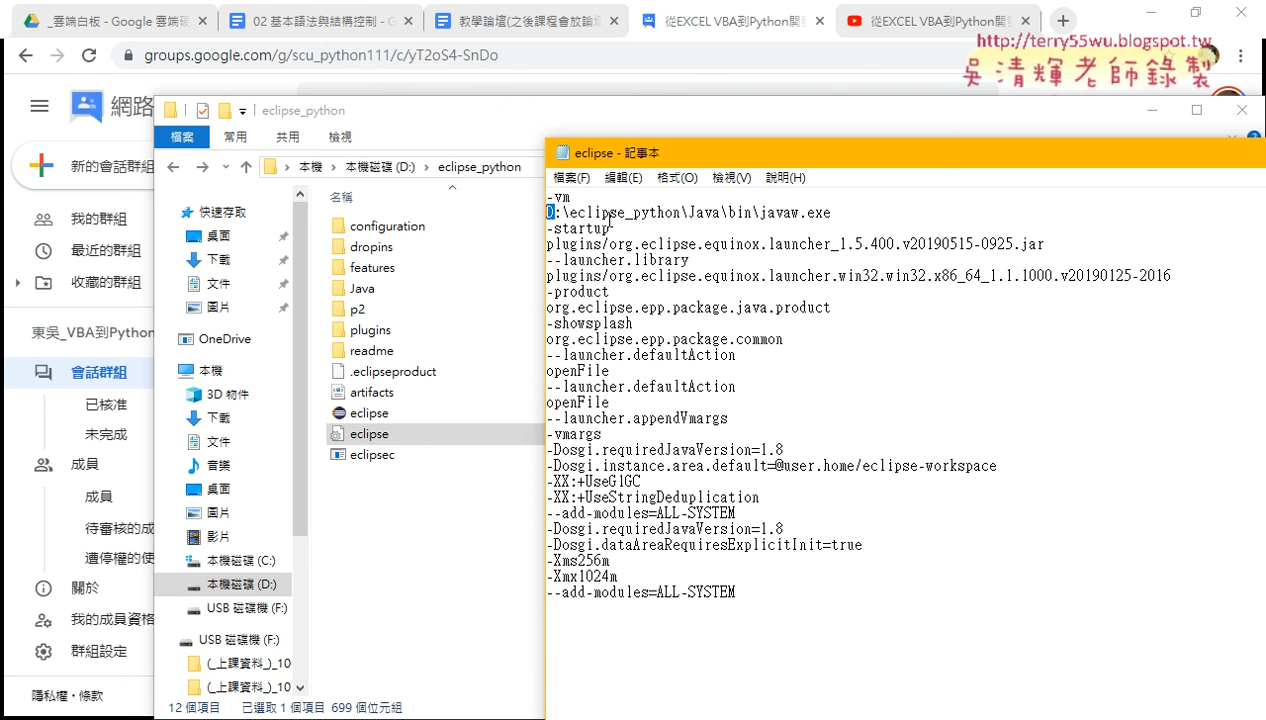 _雲端白板 - Google 雲端硬
02 基本語法與結構控制 - G
教學論壇(之後課程會放論壇
從EXCEL VBA到Python開發
從EXCEL VBA到Python開
http://terry55wu.blogspot.tw
吳清輝老師錄製
groups.google.com/g/scu_python111/c/yT2oS4-SnDo
網路
新的會話群組
我的群組
最近的群組
收藏的群組
東吳_VBA到Python
會話群組
已核准
未完成
成員
成員
待審核的成
遭停權的使
關於
我的成員資格
群組設定
隱私權・條款
eclipse_python
檔案
常用
共用
檢視
本機
本機磁碟 (D:)
eclipse_python
快速存取
桌面
下載
文件
圖片
OneDrive
本機
3D 物件
下載
文件
音樂
桌面
圖片
影片
本機磁碟 (C:)
本機磁碟 (D:)
USB 磁碟機 (F:)
USB 磁碟機 (F:)
(_上課資料_)_10
(_上課資料_)_10
名稱
configuration
dropins
features
Java
p2
plugins
readme
.eclipseproduct
artifacts
eclipse
eclipse
eclipsec
12 個項目
已選取 1 個項目 699 個位元組
eclipse - 記事本
檔案(F)
編輯(E)
格式(O)
檢視(V)
說明(H)
-vm
D:\eclipse_python\Java\bin\javaw.exe
-startup
plugins/org.eclipse.equinox.launcher_1.5.400.v20190515-0925.jar
--launcher.library
plugins/org.eclipse.equinox.launcher.win32.win32.x86_64_1.1.1000.v20190125-2016
-product
org.eclipse.epp.package.java.product
-showsplash
org.eclipse.epp.package.common
--launcher.defaultAction
openFile
--launcher.defaultAction
openFile
--launcher.appendVmargs
-vmargs
-Dosgi.requiredJavaVersion=1.8
-Dosgi.instance.area.default=@user.home/eclipse-workspace
-XX:+UseG1GC
-XX:+UseStringDeduplication
--add-modules=ALL-SYSTEM
-Dosgi.requiredJavaVersion=1.8
-Dosgi.dataAreaRequiresExplicitInit=true
-Xms256m
-Xmx1024m
--add-modules=ALL-SYSTEM